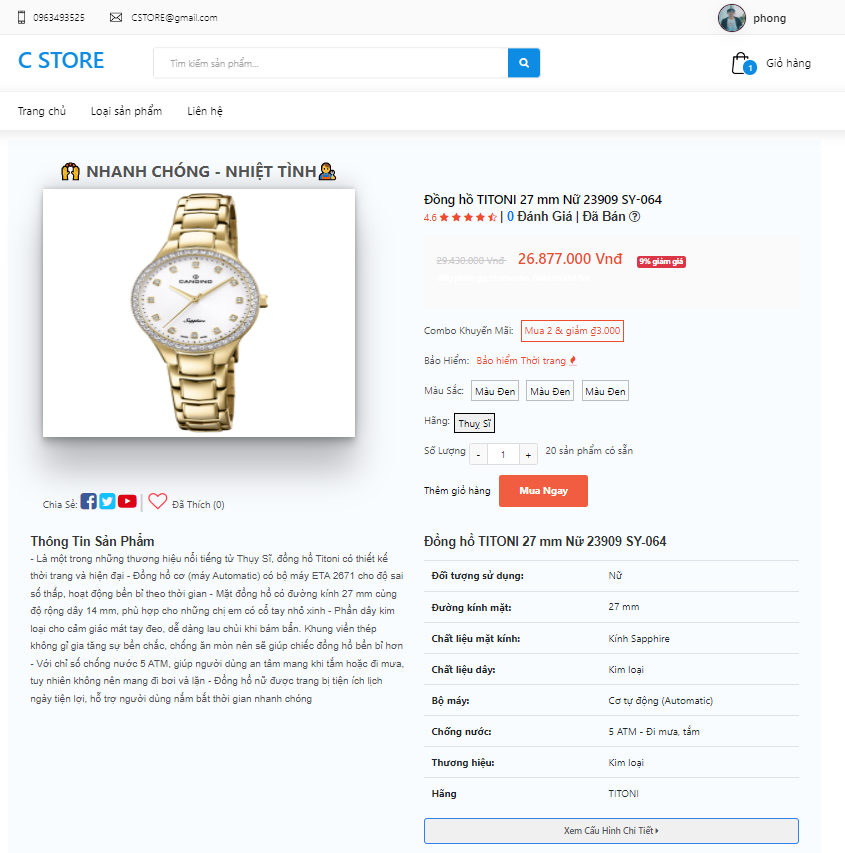 0963493525 CSTORE@gmail.com phong
C STORE Tìm kiếm sản phẩm... 1 Giỏ hàng
Trang chủ Loại sản phẩm Liên hệ
NHANH CHÓNG - NHIỆT TÌNH
CANDINO
Sapphire
Đồng hồ TITONI 27 mm Nữ 23909 SY-064
4.6 | 0 Đánh Giá | Đã Bán
29.430.000 Vnđ 26.877.000 Vnđ 9% giảm giá
Combo Khuyến Mãi: Mua 2 & giảm ₫3.000
Bảo Hiểm: Bảo hiểm Thời trang
Màu Sắc: Màu Đen Màu Đen Màu Đen
Hãng: Thuỵ Sĩ
Số Lượng - 1 + 20 sản phẩm có sẵn
Thêm giỏ hàng Mua Ngay
Chia Sẻ: Đã Thích (0)
Thông Tin Sản Phẩm
- Là một trong những thương hiệu nổi tiếng từ Thụy Sĩ, đồng hồ Titoni có thiết kế
thời trang và hiện đại - Đồng hồ cơ (máy Automatic) có bộ máy ETA 2671 cho độ sai
số thấp, hoạt động bền bỉ theo thời gian - Mặt đồng hồ có đường kính 27 mm cùng
độ rộng dây 14 mm, phù hợp cho những chị em có cổ tay nhỏ xinh - Phần dây kim
loại cho cảm giác mát tay đeo, dễ dàng lau chùi khi bám bẩn. Khung viền thép
không gỉ gia tăng sự bền chắc, chống ăn mòn nên sẽ giúp chiếc đồng hồ bền bỉ hơn
- Với chỉ số chống nước 5 ATM, giúp người dùng an tâm mang khi tắm hoặc đi mưa,
tuy nhiên không nên mang đi bơi và lặn - Đồng hồ nữ được trang bị tiện ích lịch
ngày tiện lợi, hỗ trợ người dùng nắm bắt thời gian nhanh chóng
Đồng hồ TITONI 27 mm Nữ 23909 SY-064
Đối tượng sử dụng: Nữ
Đường kính mặt: 27 mm
Chất liệu mặt kính: Kính Sapphire
Chất liệu dây: Kim loại
Bộ máy: Cơ tự động (Automatic)
Chống nước: 5 ATM - Đi mưa, tắm
Thương hiệu: Kim loại
Hãng TITONI
Xem Cấu Hình Chi Tiết